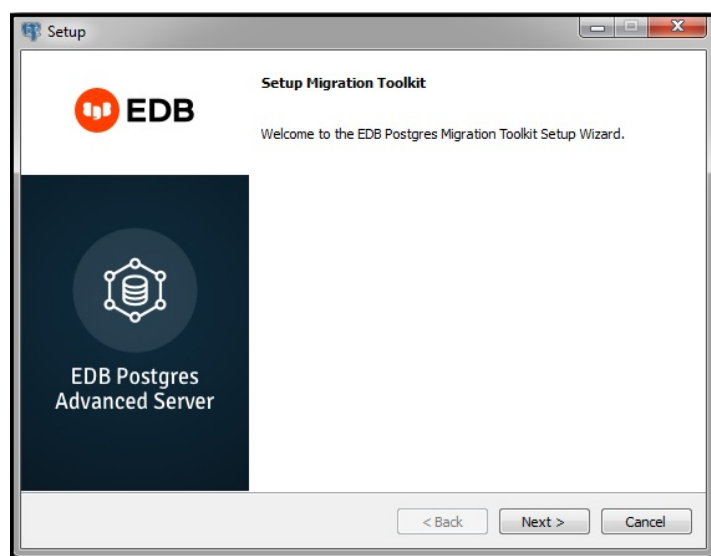 Setup
EDB
Setup Migration Toolkit
Welcome to the EDB Postgres Migration Toolkit Setup Wizard.
EDB Postgres
Advanced Server
< Back
Next >
Cancel